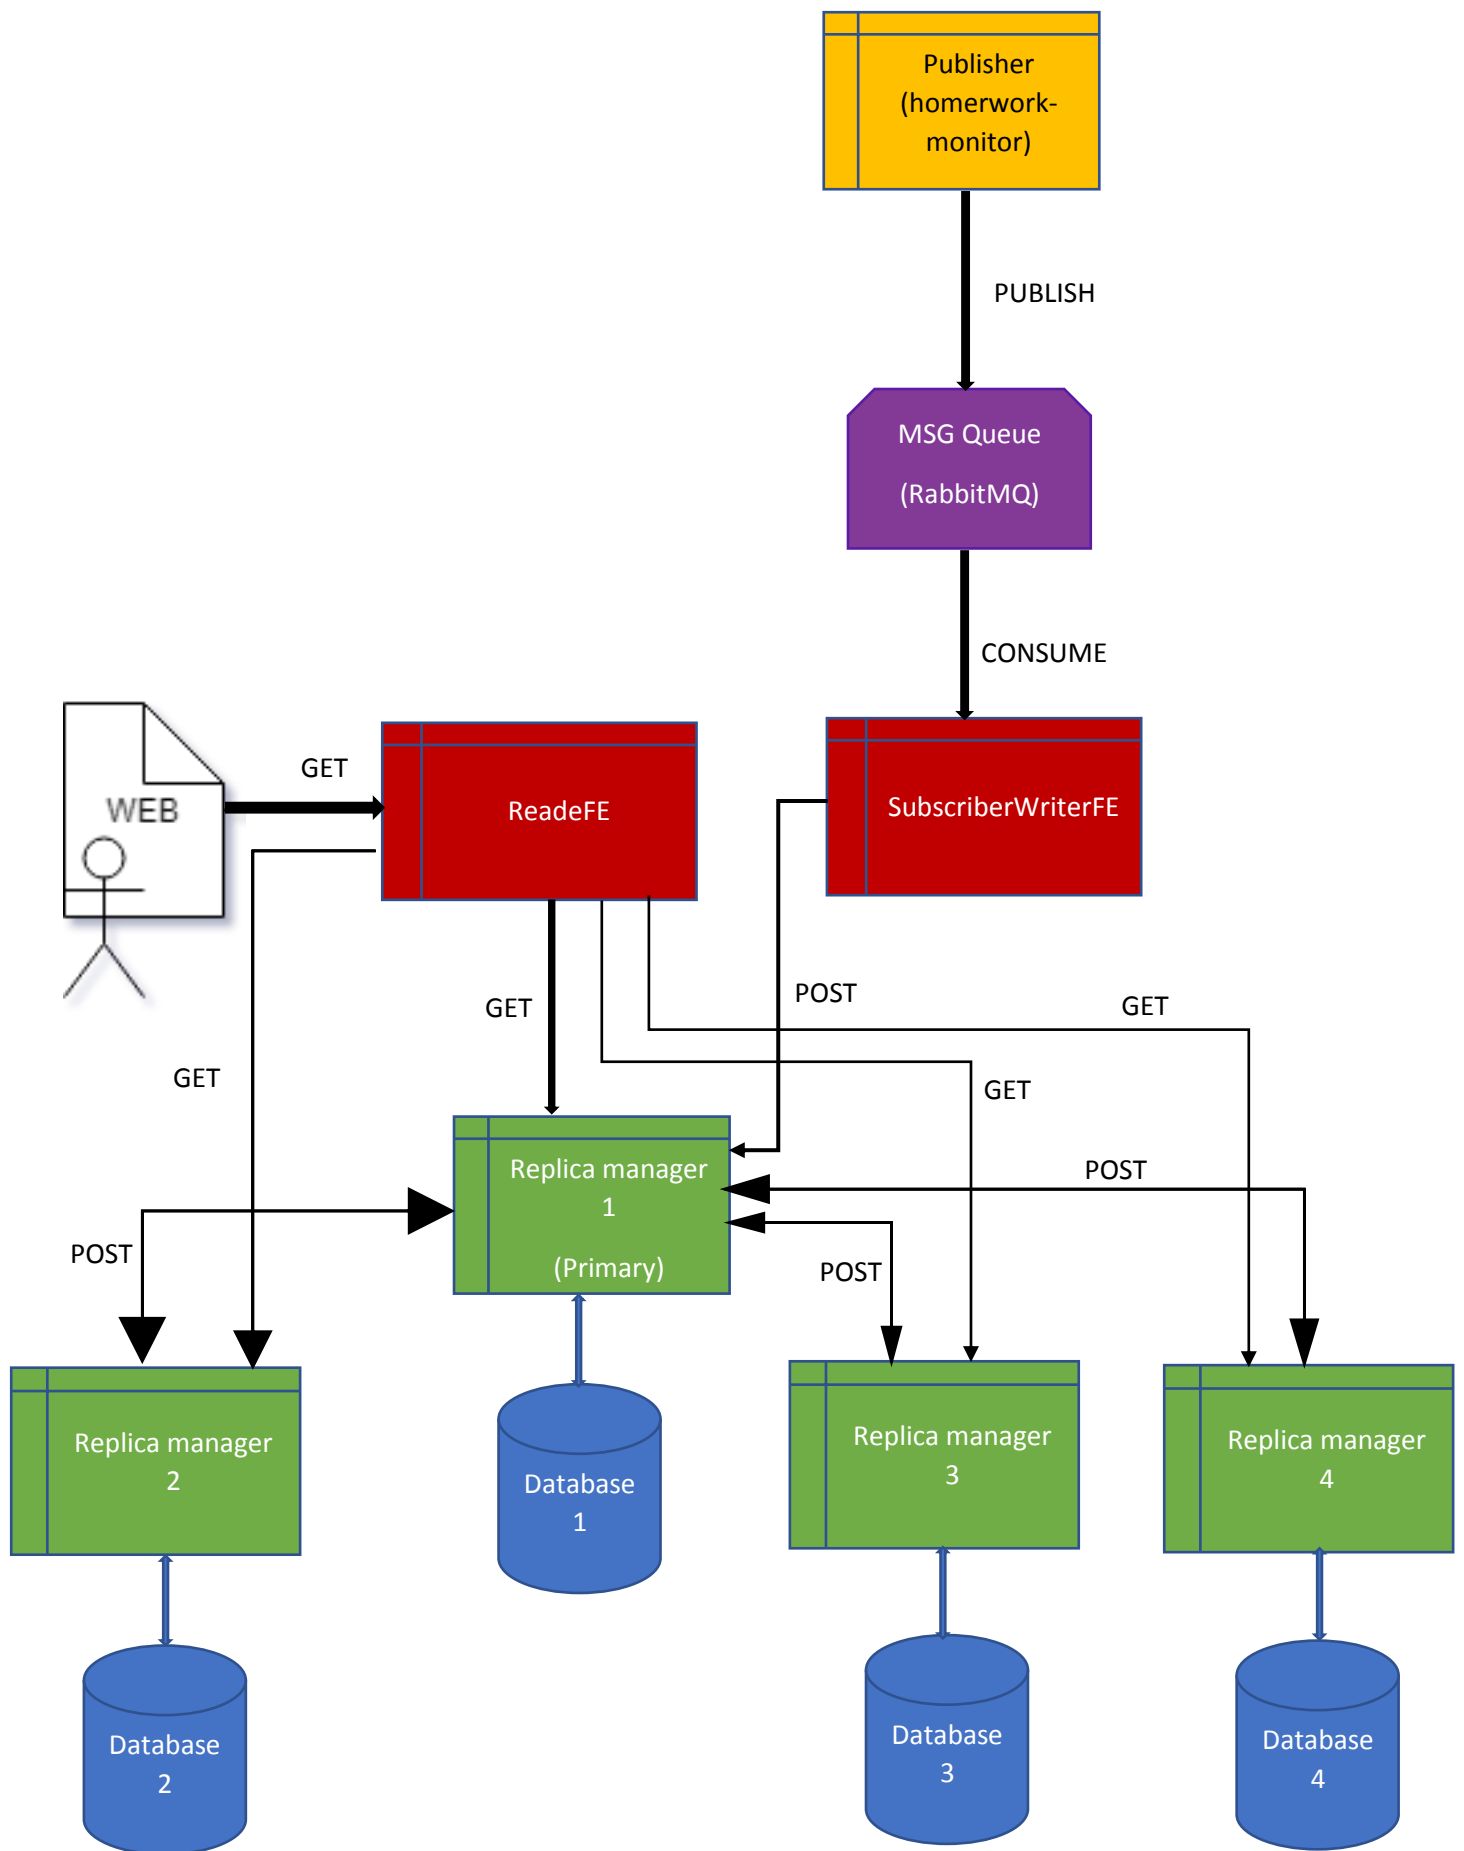 Publisher
(homerwork-
monitor)
PUBLISH
MSG Queue
(RabbitMQ)
CONSUME
WEB
GET
ReadeFE
SubscriberWriterFE
GET
POST
GET
GET
GET
Replica manager
1
(Primary)
POST
POST
POST
Replica manager
2
Database
1
Replica manager
3
Replica manager
4
Database
2
Database
3
Database
4